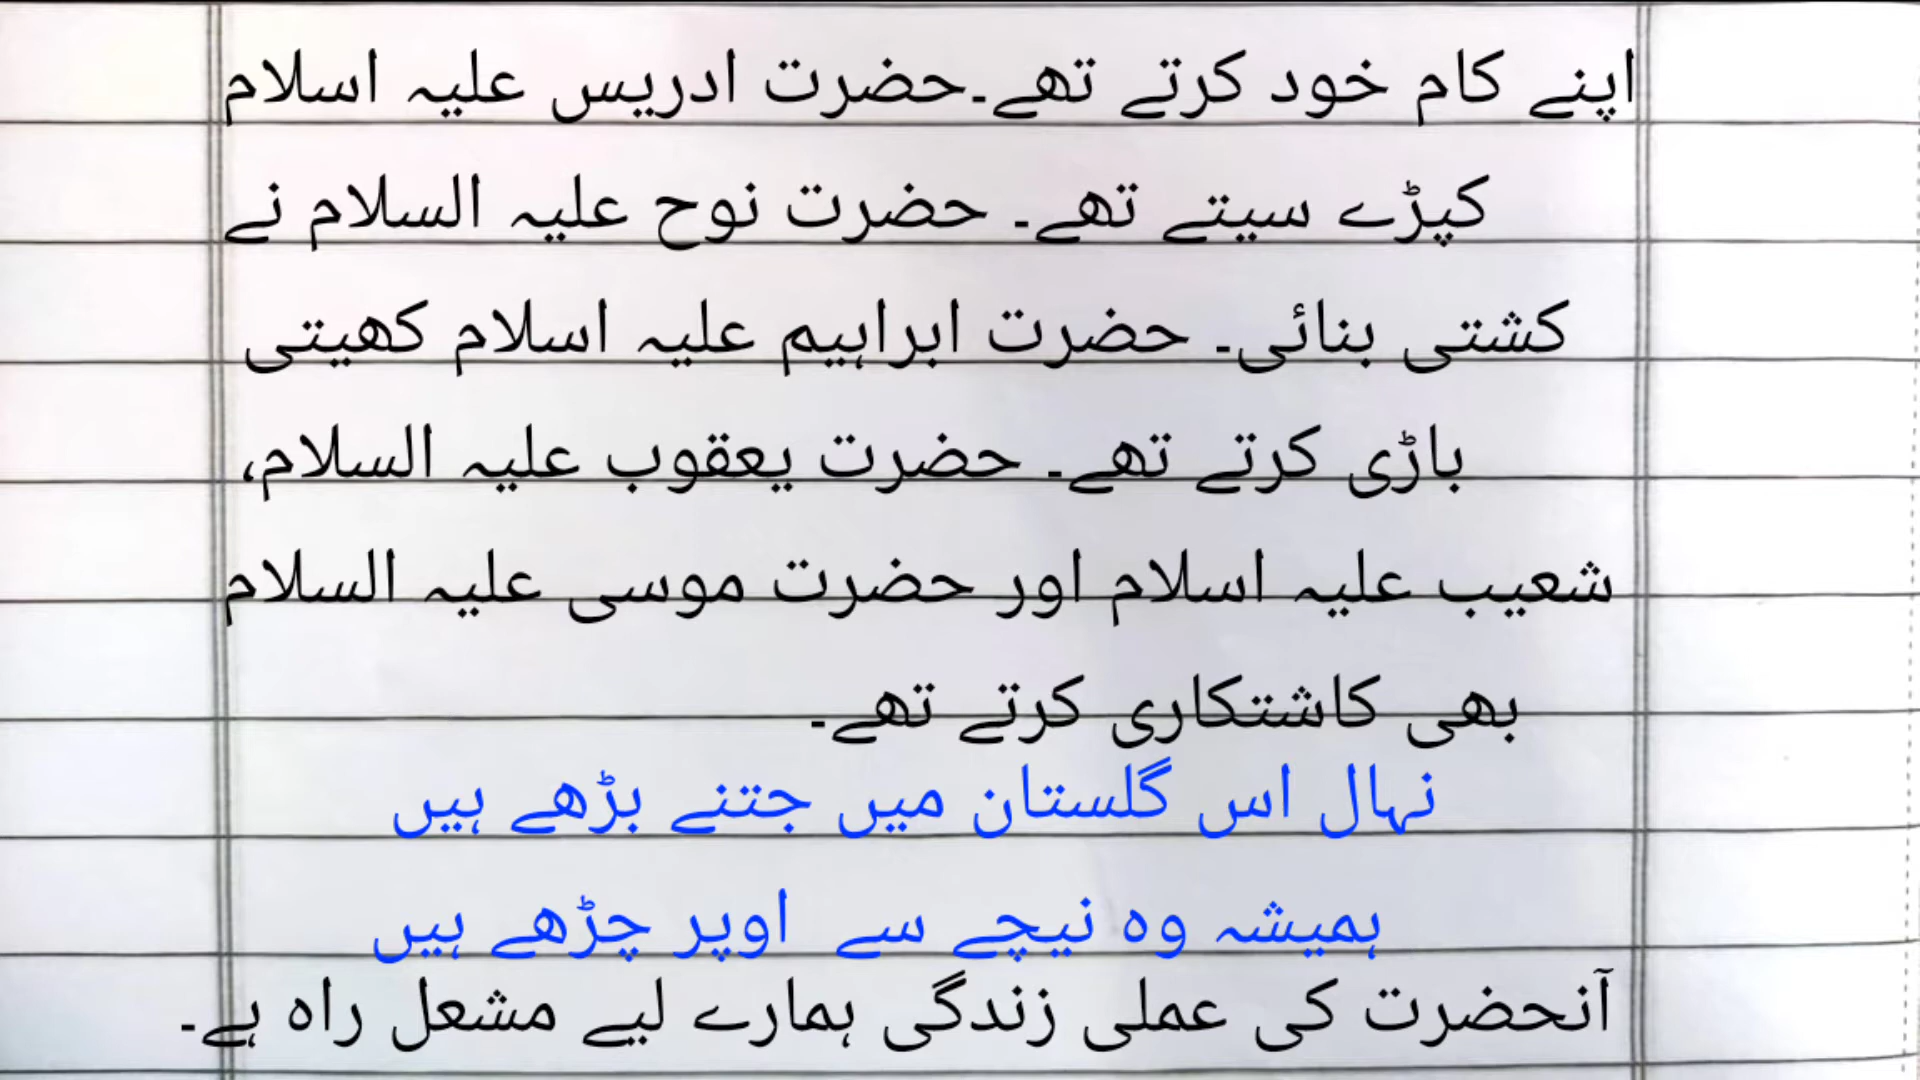 اپنے کام خود کرتے تھے۔حضرت ادریس علیہ اسلام
کپڑے سیتے تھے۔ حضرت نوح علیہ السلام نے
کشتی بنائی۔ حضرت ابراہیم علیہ اسلام کھیتی
باڑی کرتے تھے۔ حضرت یعقوب علیہ السلام،
شعیب علیہ اسلام اور حضرت موسی علیہ السلام
بھی کاشتکاری کرتے تھے۔
نہال اس گلستان میں جتنے بڑھے ہیں
ہمیشہ وہ نیچے سے اوپر چڑھے ہیں
آنحضرت کی عملی زندگی ہمارے لیے مشعل راہ ہے۔